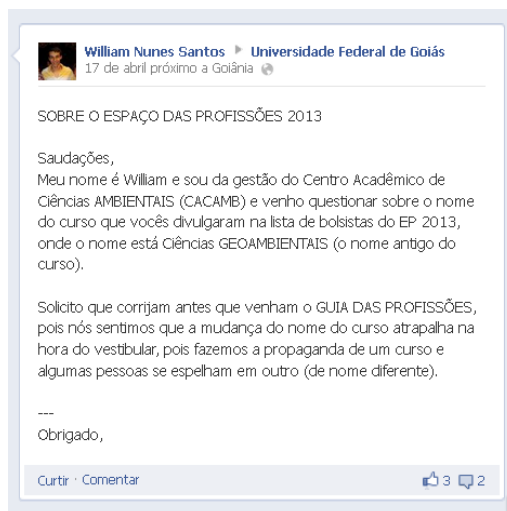 William Nunes Santos ▸ Universidade Federal de Goiás
17 de abril próximo a Goiânia
SOBRE O ESPAÇO DAS PROFISSÕES 2013
Saudações,
Meu nome é William e sou da gestão do Centro Acadêmico de
Ciências AMBIENTAIS (CACAMB) e venho questionar sobre o nome
do curso que vocês divulgaram na lista de bolsistas do EP 2013,
onde o nome está Ciências GEOAMBIENTAIS (o nome antigo do
curso).
Solicito que corrijam antes que venham o GUIA DAS PROFISSÕES,
pois nós sentimos que a mudança do nome do curso atrapalha na
hora do vestibular, pois fazemos a propaganda de um curso e
algumas pessoas se espelham em outro (de nome diferente).
---
Obrigado,
Curtir · Comentar 3 2